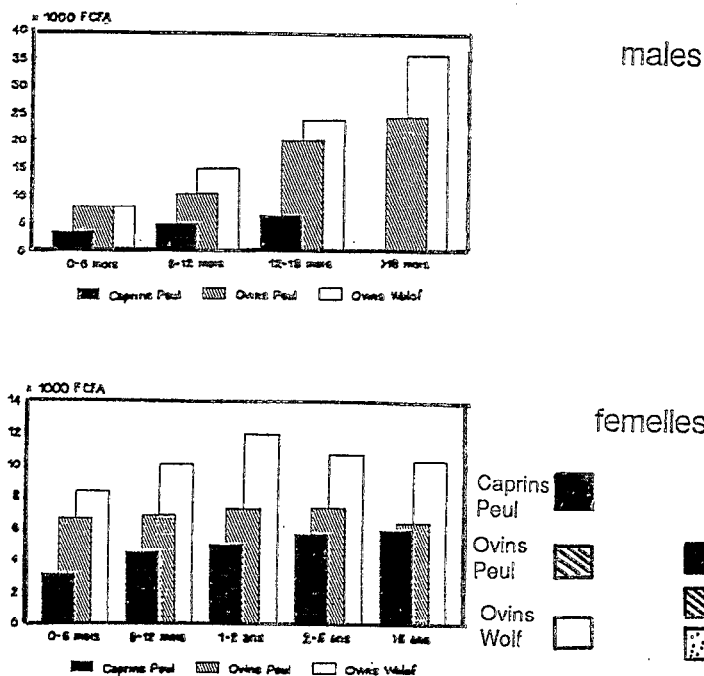 x 1000 FCFA
40
35
30
25
20
15
10
5
0
0-6 mois
6-12 mois
12-18 mois
>18 mois
Caprins Peul
Ovins Peul
Ovins Wolof
males
x 1000 FCFA
14
12
10
8
6
4
2
0
0-6 mois
6-12 mois
1-2 ans
2-5 ans
>5 ans
Caprins Peul
Ovins Peul
Ovins Wolof
femelles
Caprins
Peul
Ovins
Peul
Ovins
Wolf